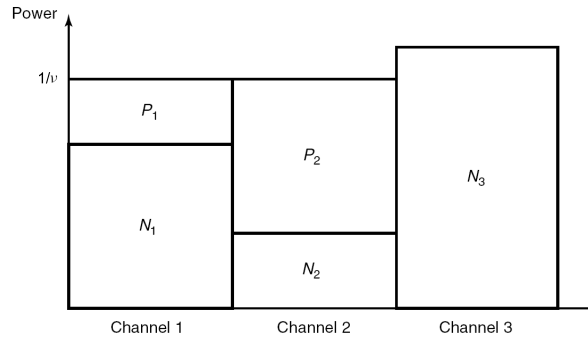 Power
1/ν
P1
P2
N3
N1
N2
Channel 1 Channel 2 Channel 3